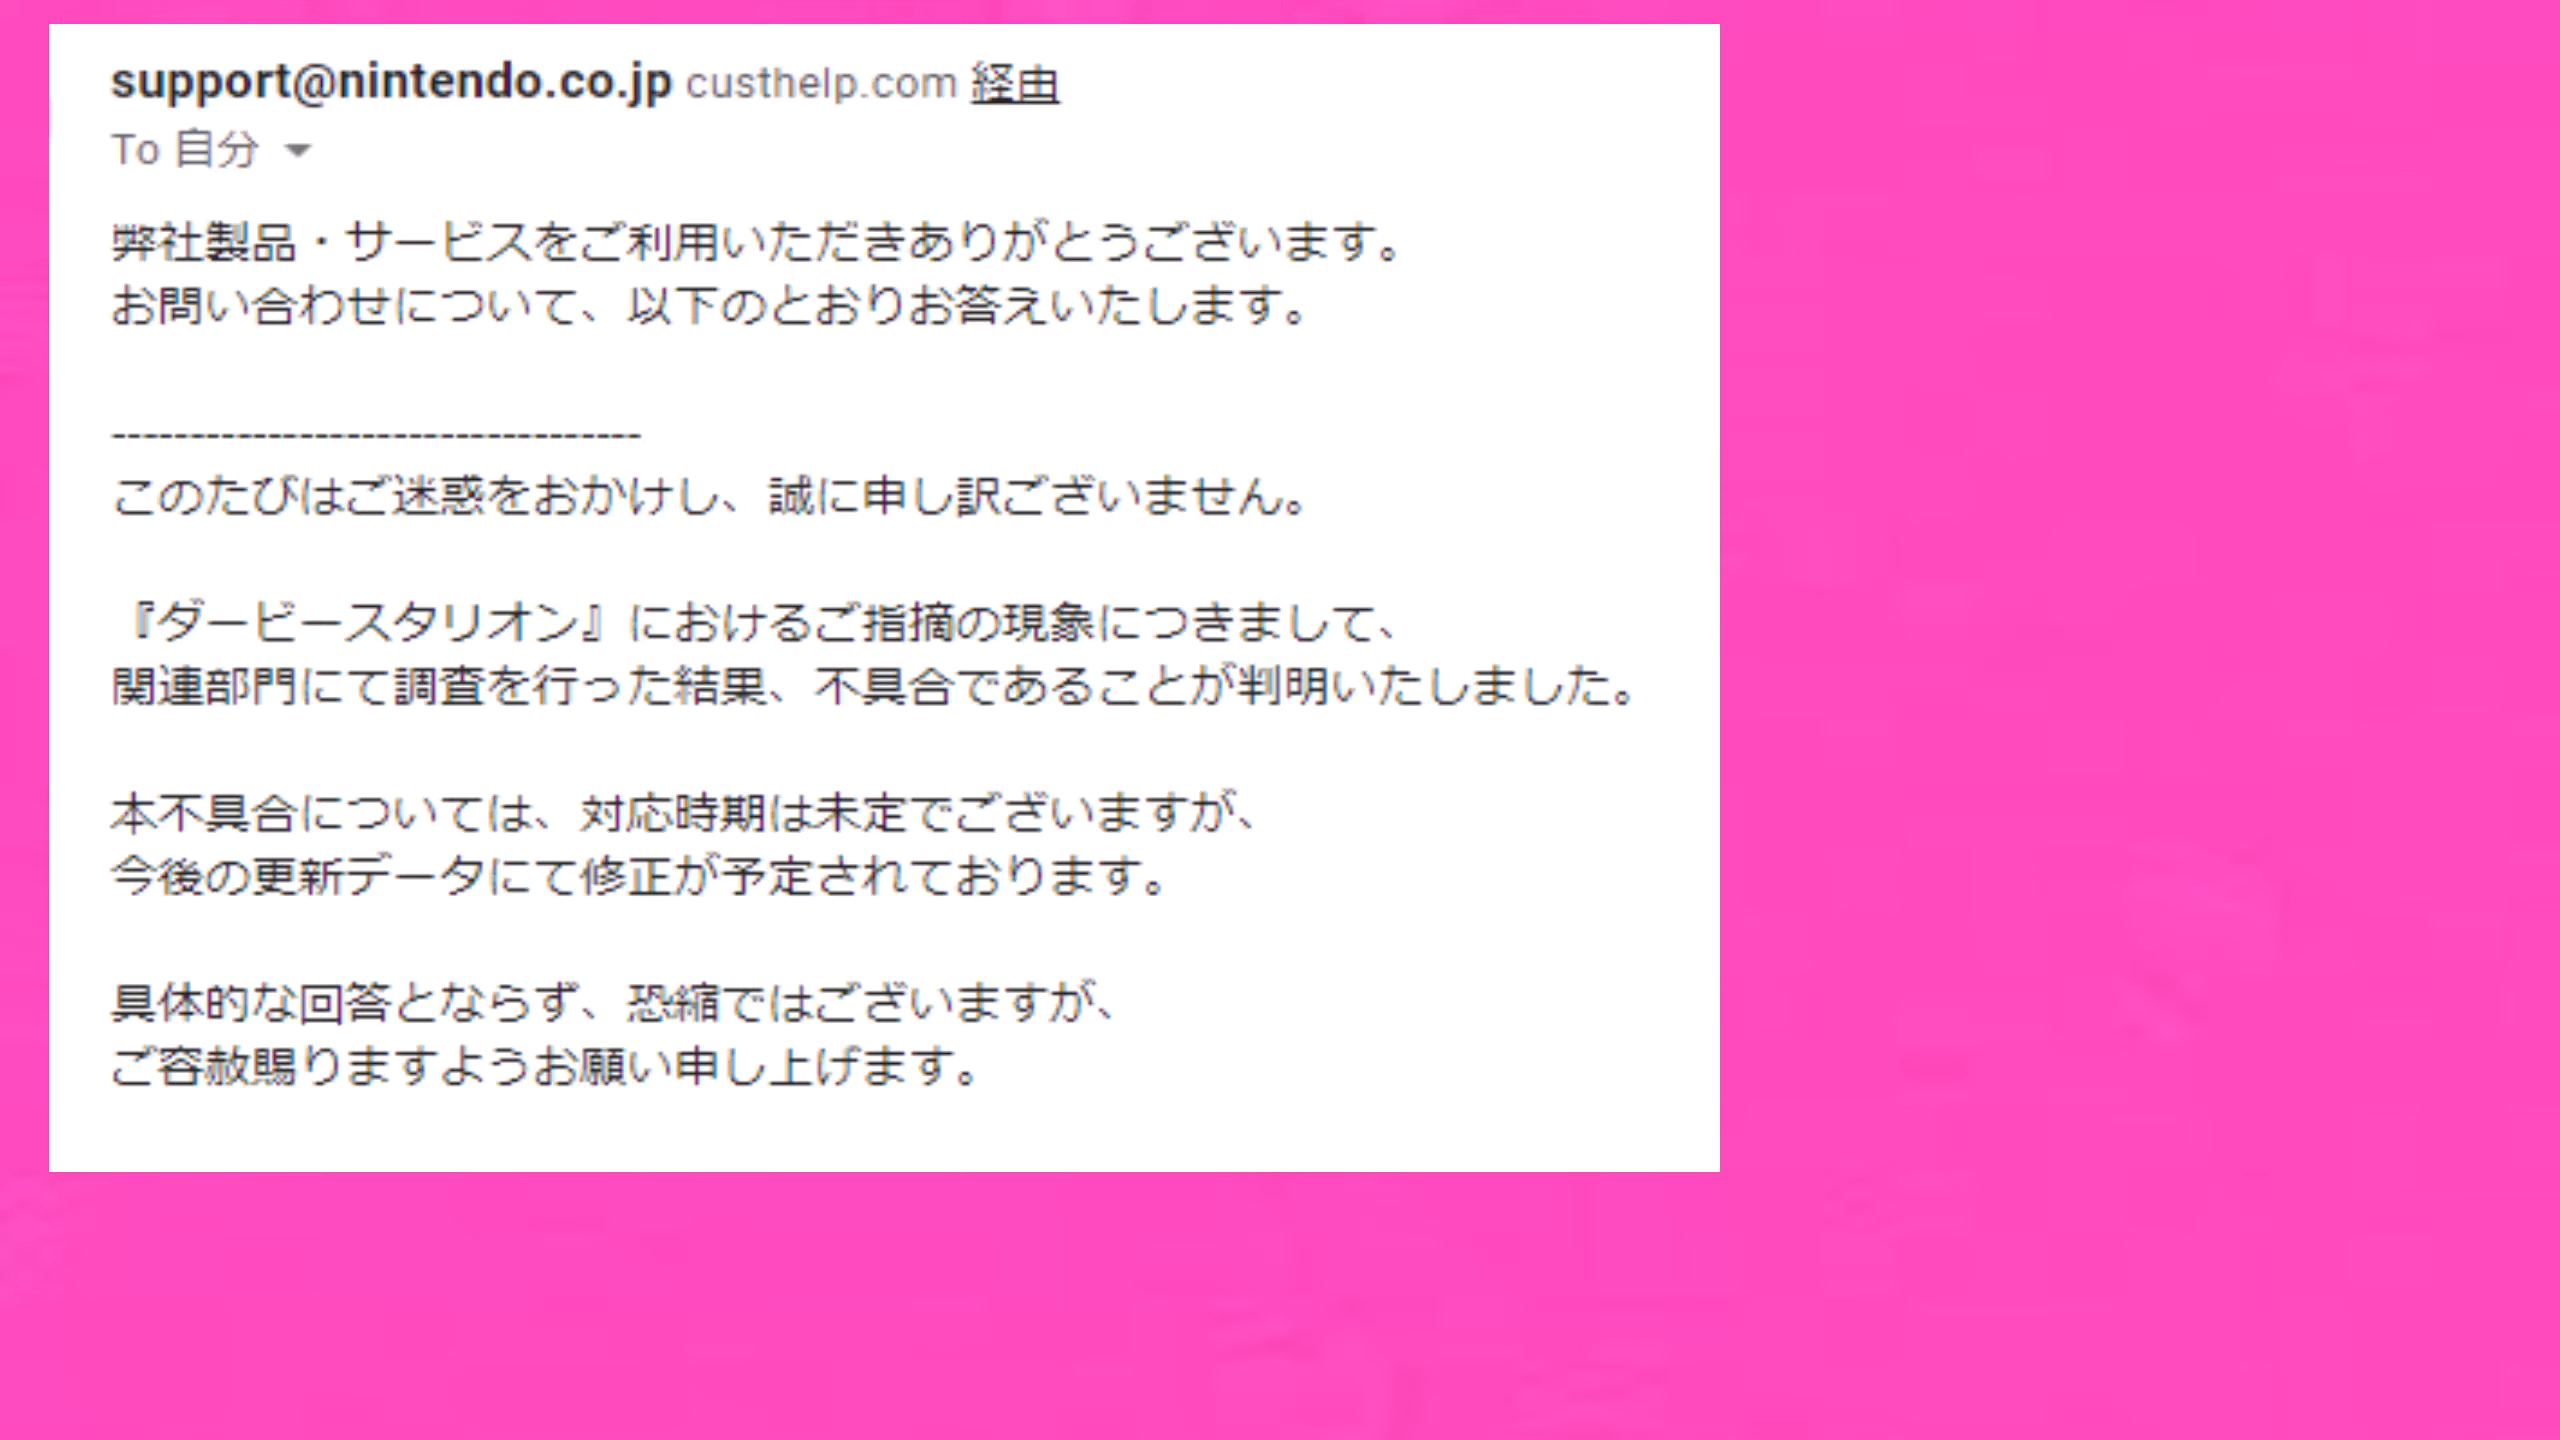 support@nintendo.co.jp custhelp.com 経由
To 自分
弊社製品・サービスをご利用いただきありがとうございます。
お問い合わせについて、以下のとおりお答えいたします。
----------------------------------
このたびはご迷惑をおかけし、誠に申し訳ございません。
『ダービースタリオン』におけるご指摘の現象につきまして、
関連部門にて調査を行った結果、不具合であることが判明いたしました。
本不具合については、対応時期は未定でございますが、
今後の更新データにて修正が予定されております。
具体的な回答とならず、恐縮ではございますが、
ご容赦賜りますようお願い申し上げます。